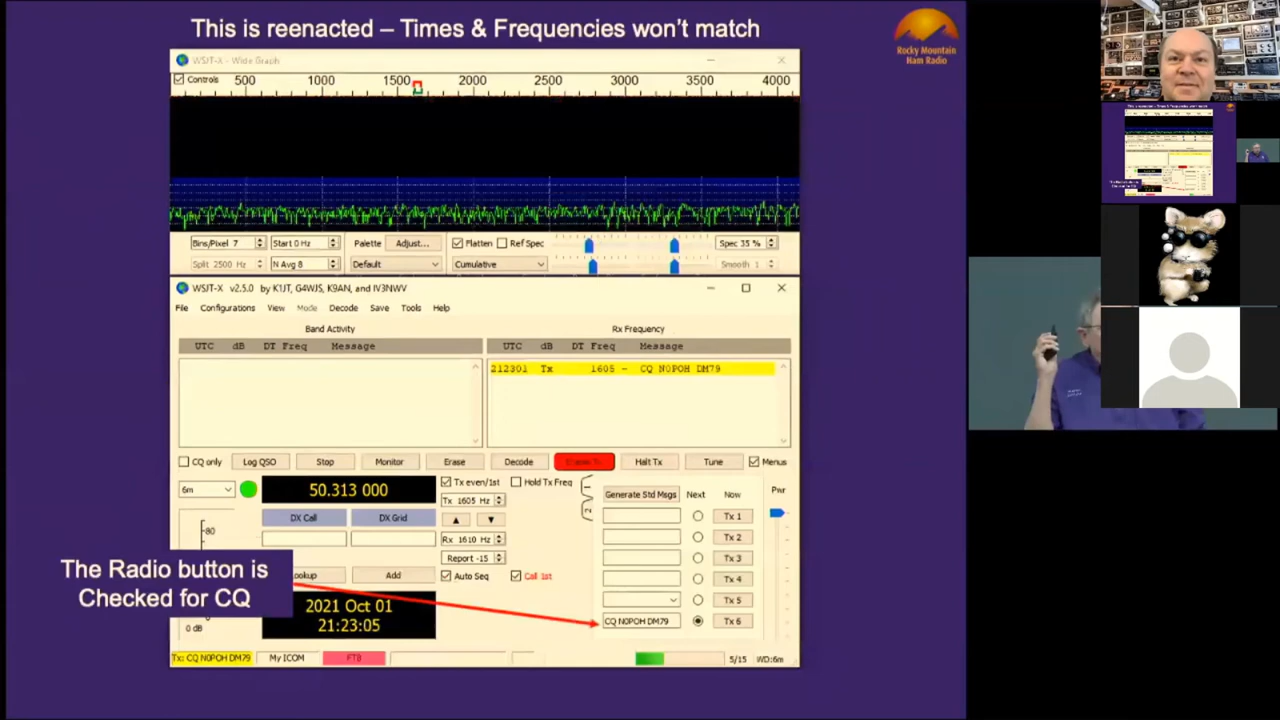 This is reenacted – Times & Frequencies won't match
Rocky Mountain
Ham Radio
WSJT-X - Wide Graph
Controls 500 1000 1500 2000 2500 3000 3500 4000
Bins/Pixel 7 Start 0 Hz Palette Adjust... Flatten Ref Spec Spec 35 %
Split 2500 Hz N Avg 8 Default Cumulative Smooth 1
WSJT-X v2.5.0 by K1JT, G4WJS, K9AN, and IV3NWV
File Configurations View Mode Decode Save Tools Help
Band Activity Rx Frequency
UTC dB DT Freq Message UTC dB DT Freq Message
212301 Tx 1605 ~ CQ N0POH DM79
CQ only Log QSO Stop Monitor Erase Decode Enable Tx Halt Tx Tune Menus
6m 50.313 000 Tx even/1st Hold Tx Freq 1 Generate Std Msgs Next Now Pwr
Tx 1605 Hz 2 Tx 1
DX Call DX Grid Tx 2
-80 Rx 1610 Hz Tx 3
Report -15
The Radio button is
Checked for CQ
ookup Add Auto Seq Call 1st Tx 4
2021 Oct 01 Tx 5
21:23:05 CQ N0POH DM79 Tx 6
0 dB
Tx: CQ N0POH DM79 My ICOM FT8 5/15 WD:6m